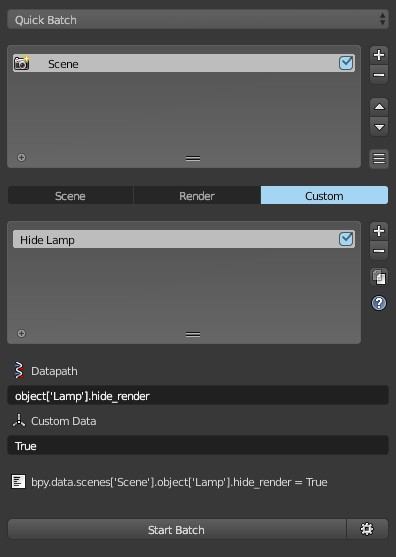 Quick Batch
Scene
Scene Render Custom
Hide Lamp
Datapath
object['Lamp'].hide_render
Custom Data
True
bpy.data.scenes['Scene'].object['Lamp'].hide_render = True
Start Batch